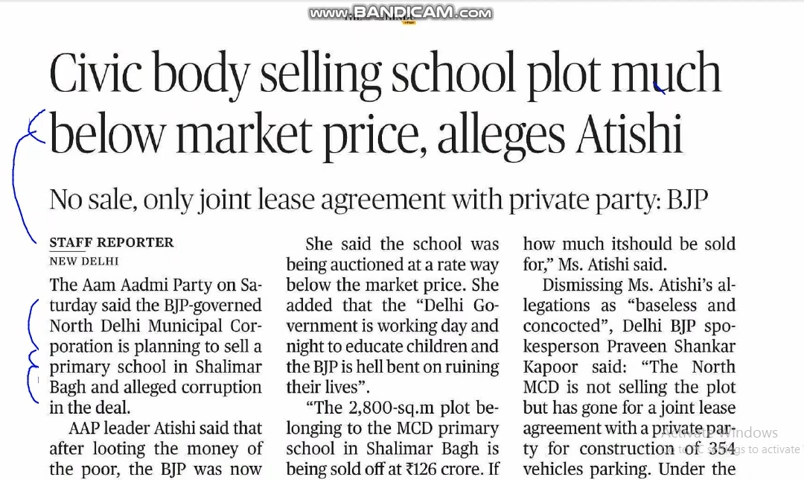 www.BANDICAM.com
Civic body selling school plot much
below market price, alleges Atishi
No sale, only joint lease agreement with private party: BJP
STAFF REPORTER
NEW DELHI
The Aam Aadmi Party on Sa-
turday said the BJP-governed
North Delhi Municipal Cor-
poration is planning to sell a
primary school in Shalimar
Bagh and alleged corruption
in the deal.
AAP leader Atishi said that
after looting the money of
the poor, the BJP was now
She said the school was
being auctioned at a rate way
below the market price. She
added that the “Delhi Go-
vernment is working day and
night to educate children and
the BJP is hell bent on ruining
their lives”.
“The 2,800-sq.m plot be-
longing to the MCD primary
school in Shalimar Bagh is
being sold off at ₹126 crore. If
how much itshould be sold
for,” Ms. Atishi said.
Dismissing Ms. Atishi’s al-
legations as “baseless and
concocted”, Delhi BJP spo-
kesperson Praveen Shankar
Kapoor said: “The North
MCD is not selling the plot
but has gone for a joint lease
agreement with a private par-
ty for construction of 354
vehicles parking. Under the
Activate Windows